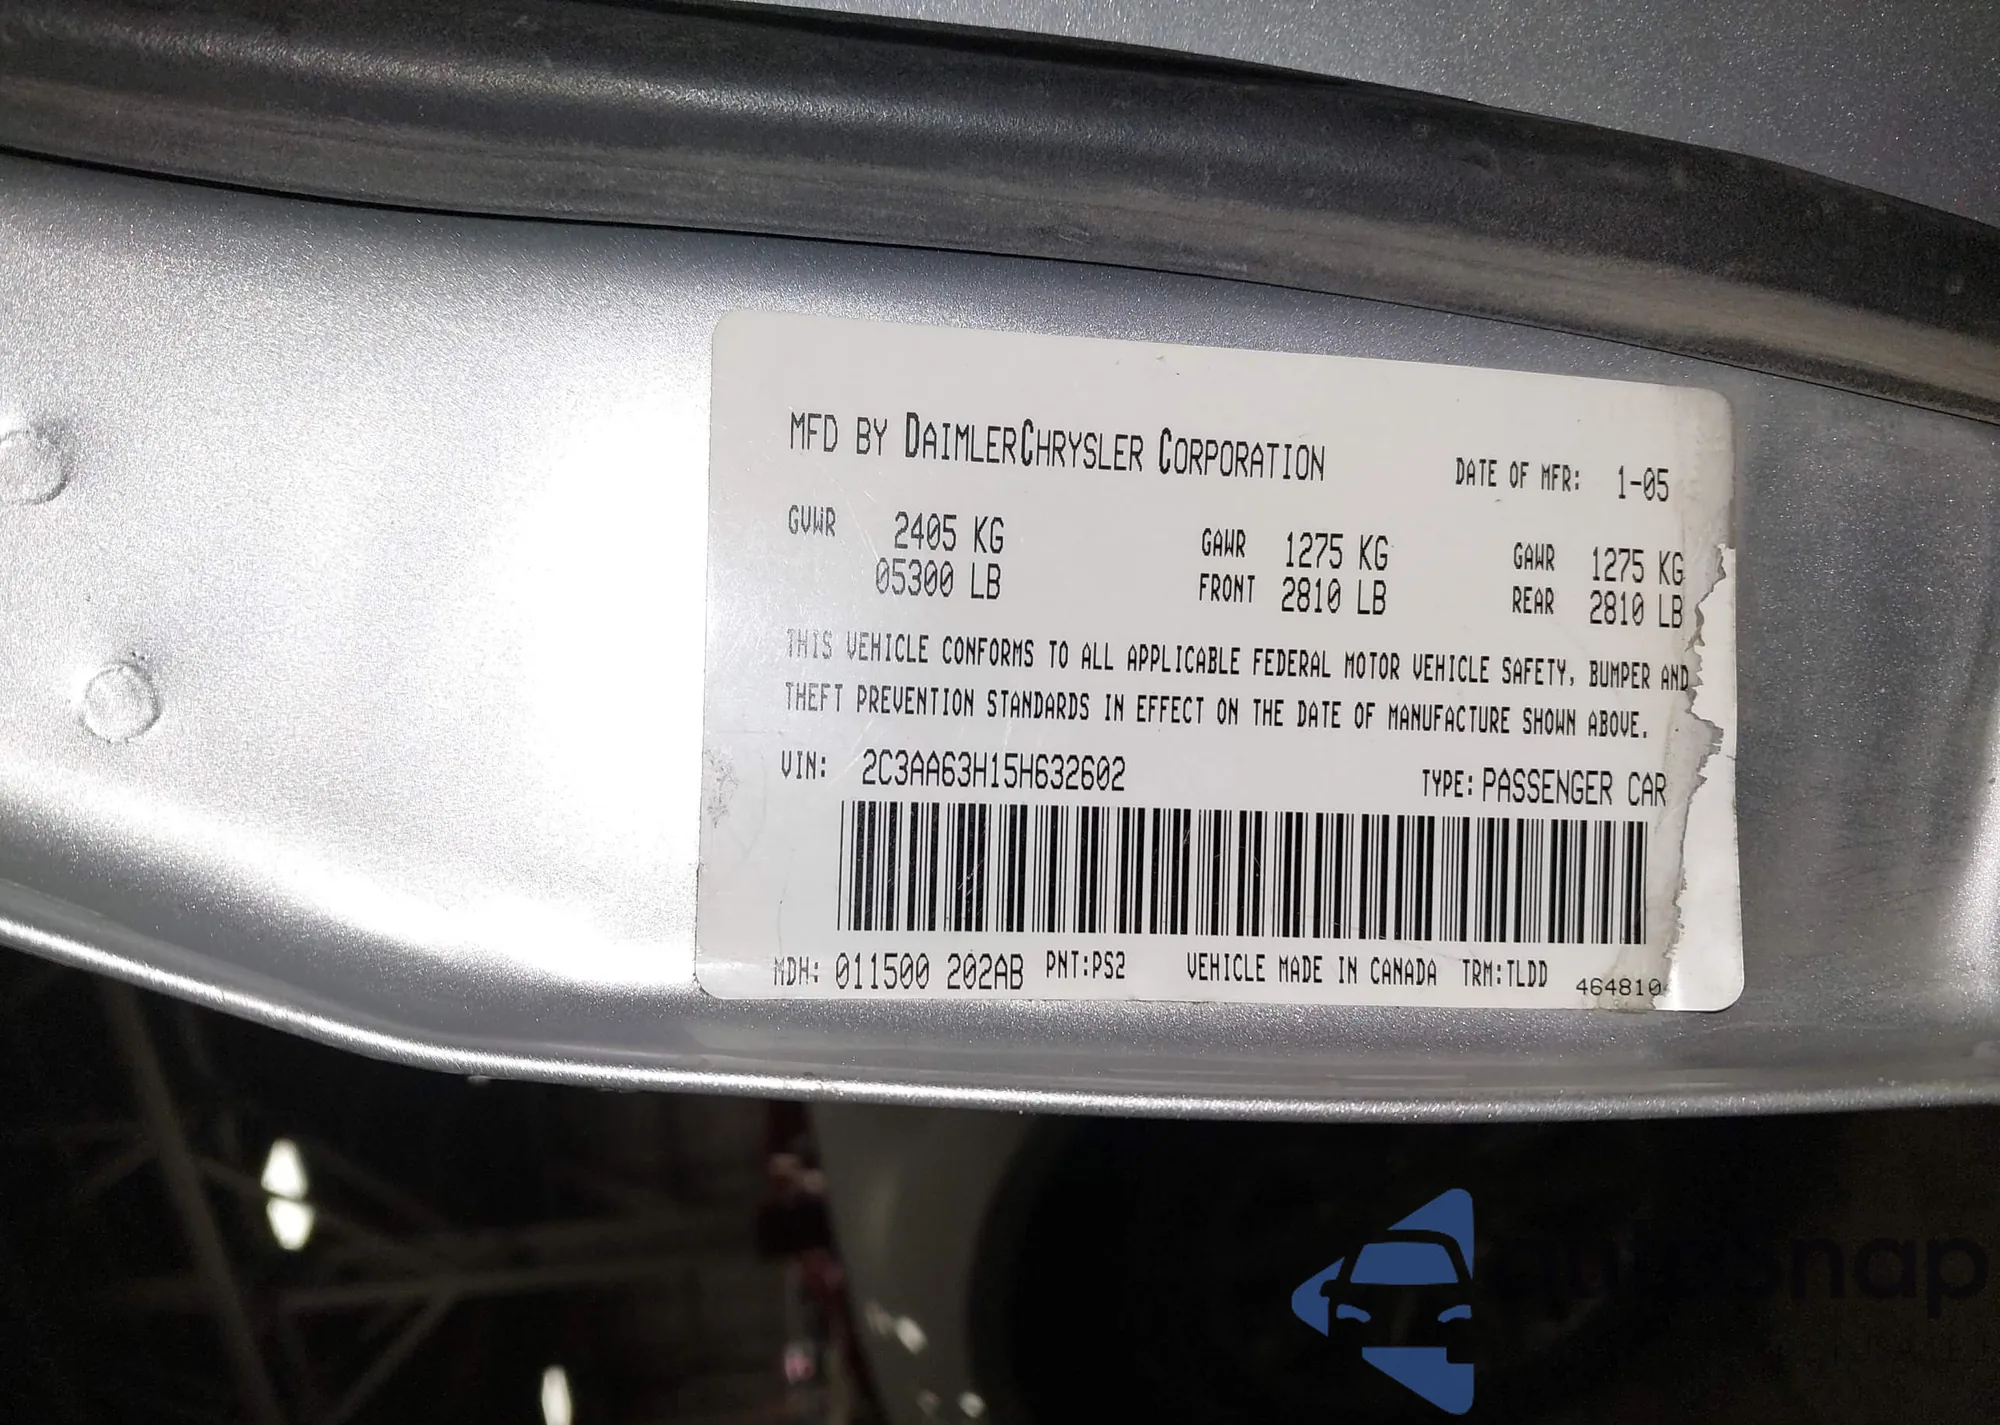 MFD BY DAIMLERCHRYSLER CORPORATION DATE OF MFR: 1-05
GVWR 2405 KG GAWR 1275 KG GAWR 1275 KG
05300 LB FRONT 2810 LB REAR 2810 LB
THIS VEHICLE CONFORMS TO ALL APPLICABLE FEDERAL MOTOR VEHICLE SAFETY, BUMPER AND
THEFT PREVENTION STANDARDS IN EFFECT ON THE DATE OF MANUFACTURE SHOWN ABOVE.
VIN: 2C3AA63H15H632602 TYPE: PASSENGER CAR
MDH: 011500 202AB PNT: PS2 VEHICLE MADE IN CANADA TRM: TLDD 464810
autosnap